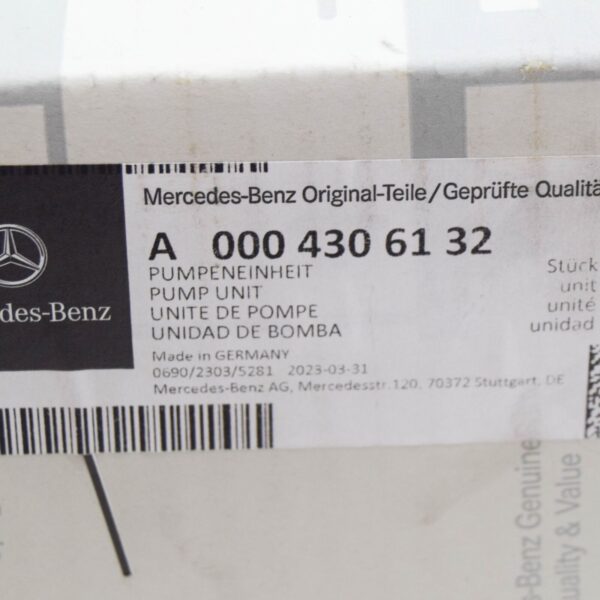 Mercedes-Benz Original-Teile/Geprüfte Qualitä
A 000 430 61 32
PUMPENEINHEIT
PUMP UNIT
UNITE DE POMPE
UNIDAD DE BOMBA
Stück
unit
unité
unidad
des-Benz
Made in GERMANY
0690/2303/5281 2023-03-31
Mercedes-Benz AG, Mercedesstr.120, 70372 Stuttgart, DE
-Benz Genuine
uality & Value